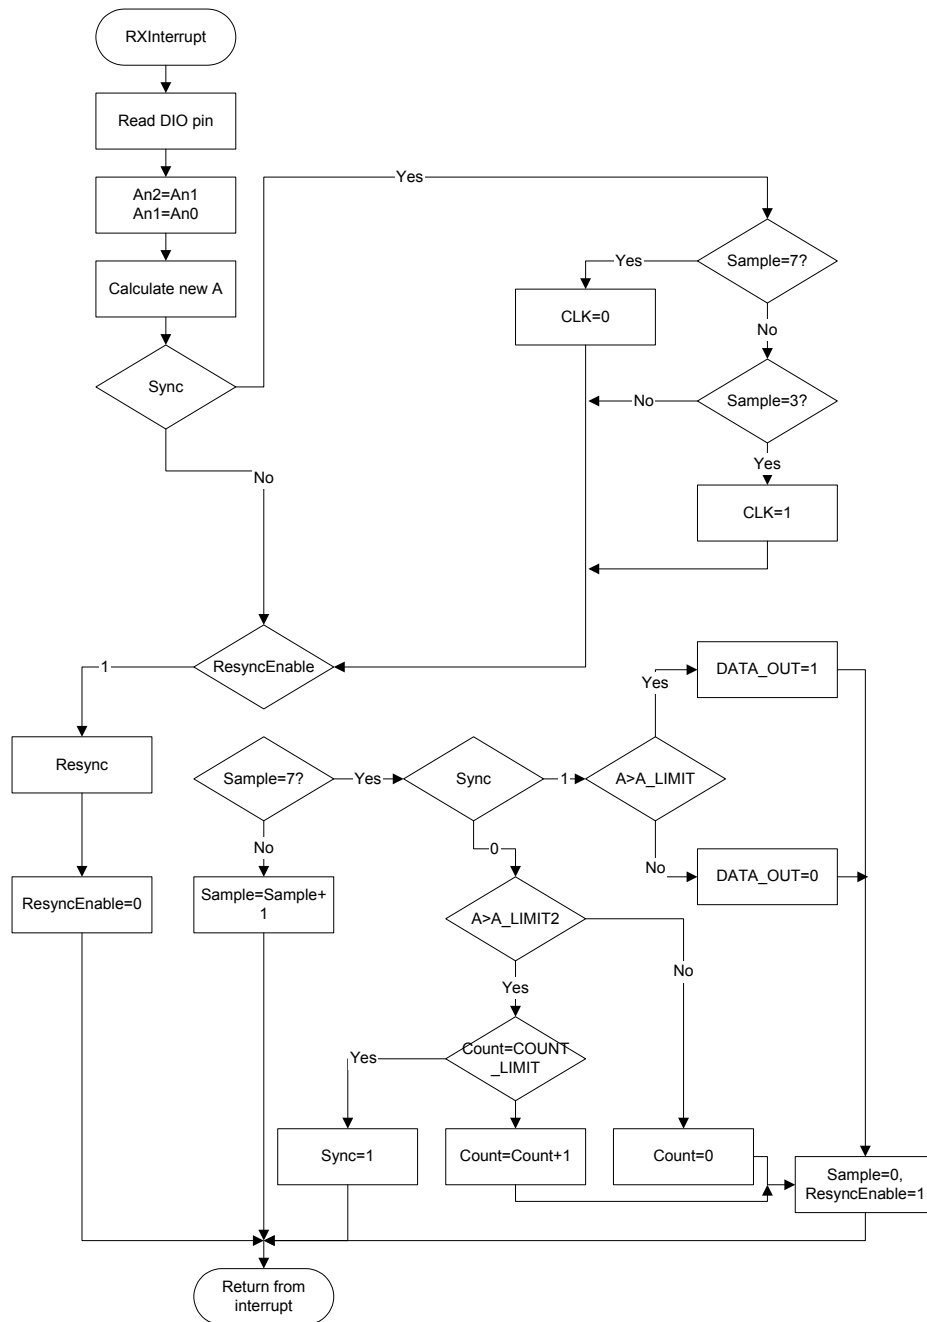 RXInterrupt
Read DIO pin
An2=An1
An1=An0
Yes
Sample=7?
Yes
Calculate new A
CLK=0
No
Sync
Sample=3?
No
Yes
No
CLK=1
ResyncEnable
1
DATA_OUT=1
Yes
Resync
Sample=7?
Yes
Sync
1
A>A_LIMIT
No
0
No
DATA_OUT=0
ResyncEnable=0
Sample=Sample+
1
A>A_LIMIT2
No
Yes
Count=COUNT
_LIMIT
Yes
Sync=1
Count=Count+1
Count=0
Sample=0,
ResyncEnable=1
Return from
interrupt